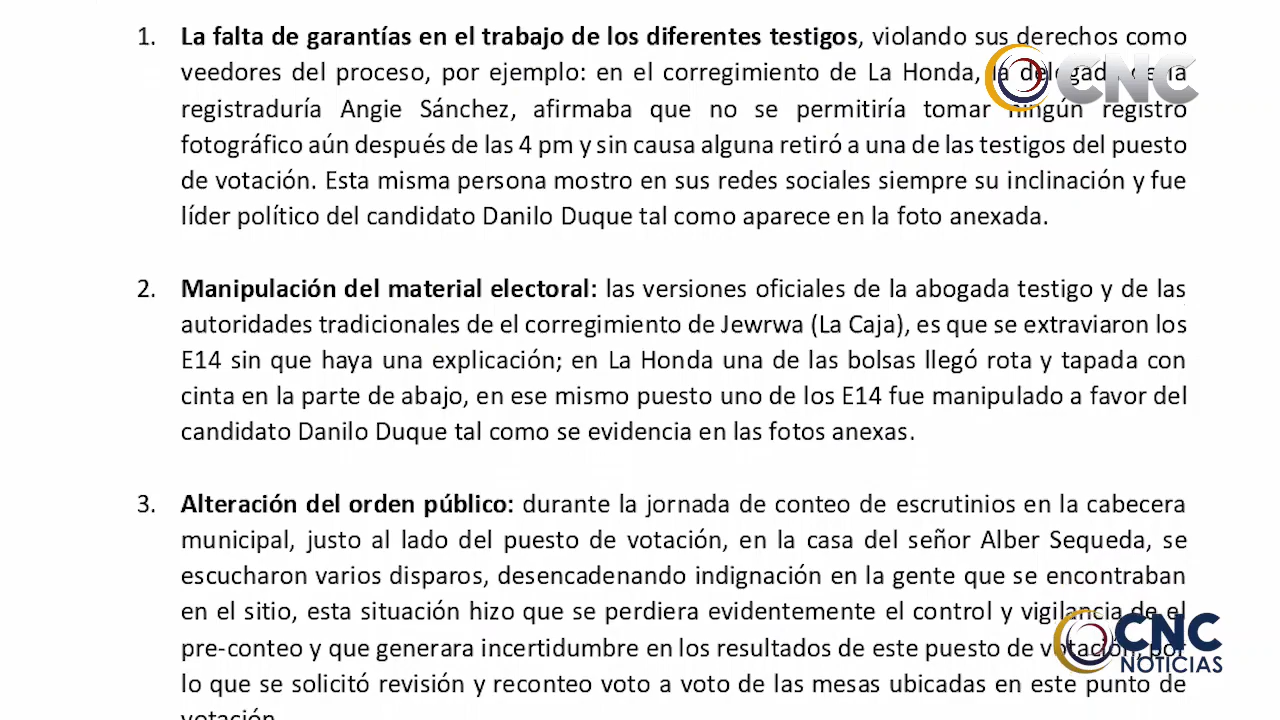 1. La falta de garantías en el trabajo de los diferentes testigos, violando sus derechos como
veedores del proceso, por ejemplo: en el corregimiento de La Honda, la delegada de la
registraduría Angie Sánchez, afirmaba que no se permitiría tomar ningún registro
fotográfico aún después de las 4 pm y sin causa alguna retiró a una de las testigos del puesto
de votación. Esta misma persona mostro en sus redes sociales siempre su inclinación y fue
líder político del candidato Danilo Duque tal como aparece en la foto anexada.
2. Manipulación del material electoral: las versiones oficiales de la abogada testigo y de las
autoridades tradicionales de el corregimiento de Jewrwa (La Caja), es que se extraviaron los
E14 sin que haya una explicación; en La Honda una de las bolsas llegó rota y tapada con
cinta en la parte de abajo, en ese mismo puesto uno de los E14 fue manipulado a favor del
candidato Danilo Duque tal como se evidencia en las fotos anexas.
3. Alteración del orden público: durante la jornada de conteo de escrutinios en la cabecera
municipal, justo al lado del puesto de votación, en la casa del señor Alber Sequeda, se
escucharon varios disparos, desencadenando indignación en la gente que se encontraban
en el sitio, esta situación hizo que se perdiera evidentemente el control y vigilancia de el
pre-conteo y que generara incertidumbre en los resultados de este puesto de votación, por
lo que se solicitó revisión y reconteo voto a voto de las mesas ubicadas en este punto de
votación
CNC
CNC
NOTICIAS